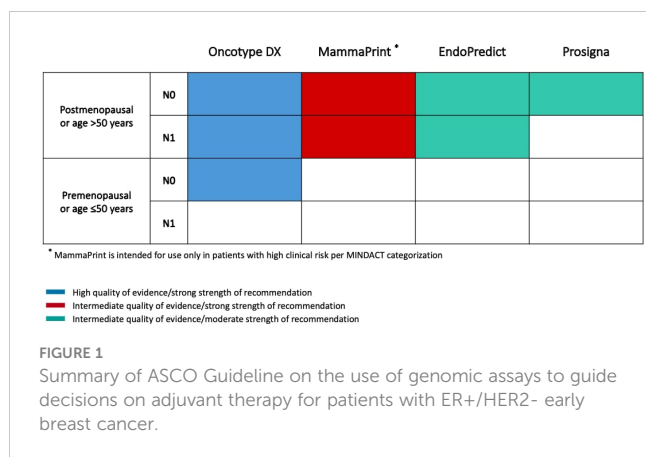 Oncotype DX MammaPrint * EndoPredict Prosigna
Postmenopausal
or age >50 years
N0
N1
Premenopausal
or age ≤50 years
N0
N1
* MammaPrint is intended for use only in patients with high clinical risk per MINDACT categorization
High quality of evidence/strong strength of recommendation
Intermediate quality of evidence/strong strength of recommendation
Intermediate quality of evidence/moderate strength of recommendation
FIGURE 1
Summary of ASCO Guideline on the use of genomic assays to guide
decisions on adjuvant therapy for patients with ER+/HER2- early
breast cancer.